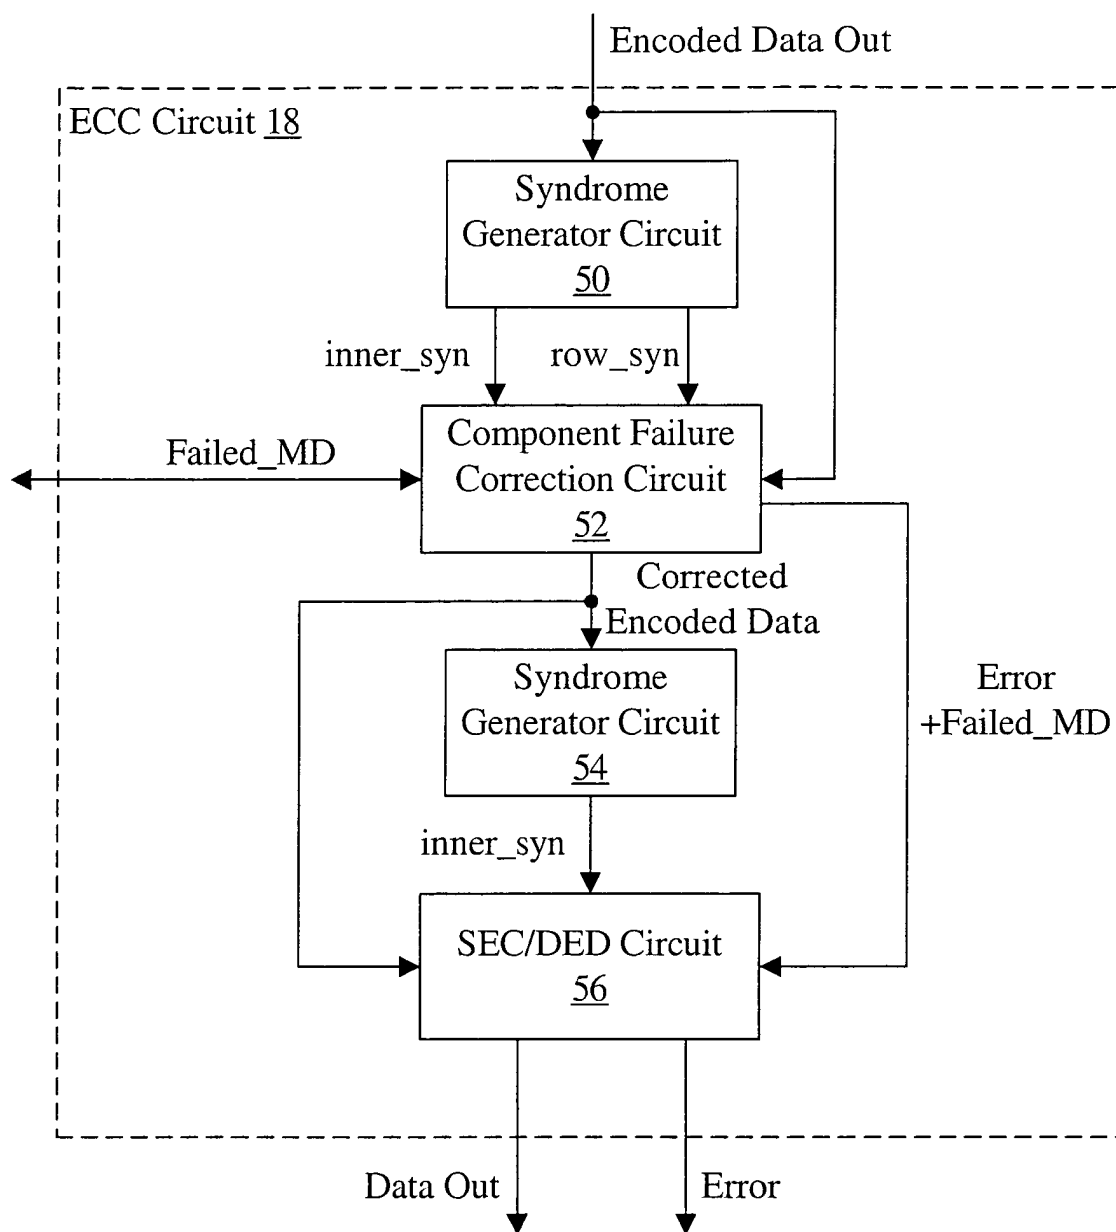 Encoded Data Out
ECC Circuit 18
Syndrome
Generator Circuit
50
inner_syn
row_syn
Component Failure
Correction Circuit
52
Failed_MD
Corrected
Encoded Data
Syndrome
Generator Circuit
54
Error
+Failed_MD
inner_syn
SEC/DED Circuit
56
Data Out
Error